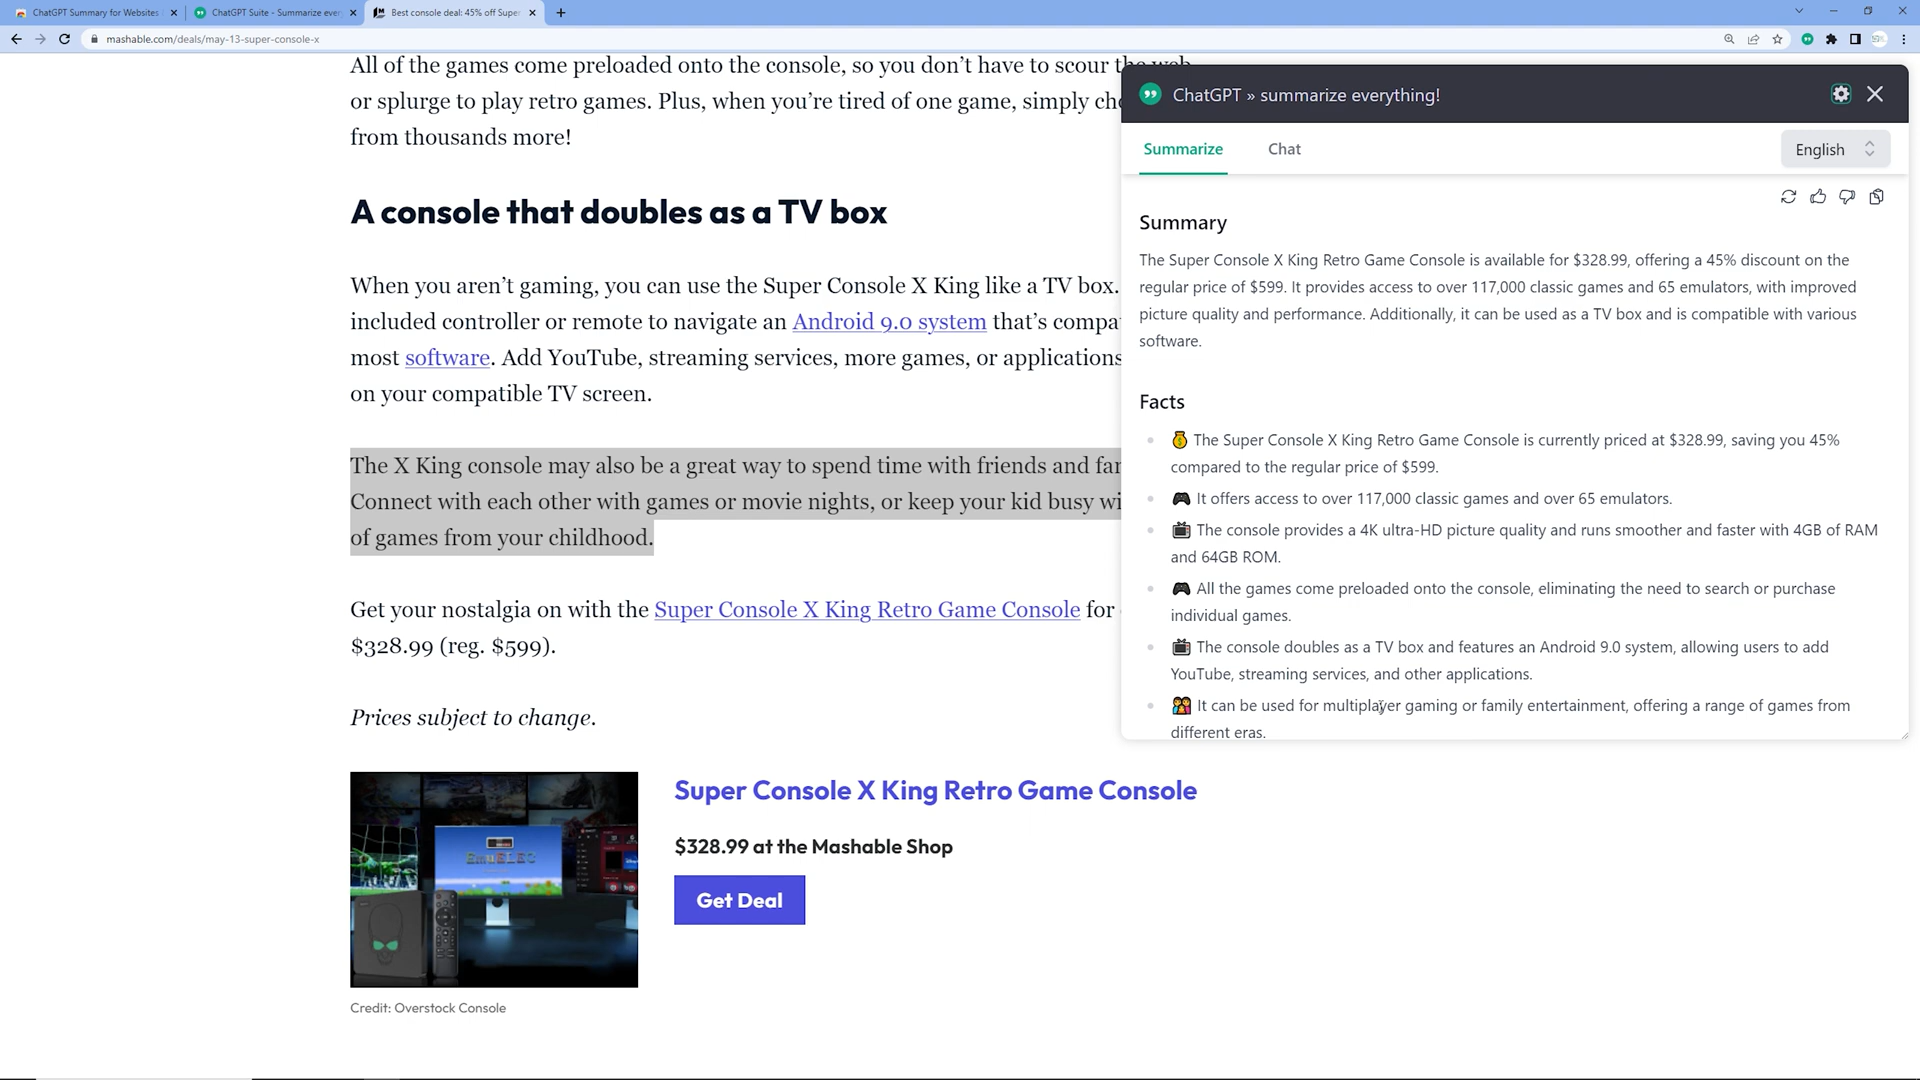 ChatGPT Summary for Websites
ChatGPT Suite - Summarize ever
Best console deal: 45% off Super
mashable.com/deals/may-13-super-console-x
All of the games come preloaded onto the console, so you don’t have to scour the web
or splurge to play retro games. Plus, when you’re tired of one game, simply cho
from thousands more!
A console that doubles as a TV box
When you aren’t gaming, you can use the Super Console X King like a TV box.
included controller or remote to navigate an Android 9.0 system that’s compa
most software. Add YouTube, streaming services, more games, or applications
on your compatible TV screen.
The X King console may also be a great way to spend time with friends and fam
Connect with each other with games or movie nights, or keep your kid busy wi
of games from your childhood.
Get your nostalgia on with the Super Console X King Retro Game Console for
$328.99 (reg. $599).
Prices subject to change.
EmuELEC
Super Console X King Retro Game Console
$328.99 at the Mashable Shop
Get Deal
Credit: Overstock Console
ChatGPT » summarize everything!
Summarize
Chat
English
Summary
The Super Console X King Retro Game Console is available for $328.99, offering a 45% discount on the
regular price of $599. It provides access to over 117,000 classic games and 65 emulators, with improved
picture quality and performance. Additionally, it can be used as a TV box and is compatible with various
software.
Facts
💰 The Super Console X King Retro Game Console is currently priced at $328.99, saving you 45%
compared to the regular price of $599.
🎮 It offers access to over 117,000 classic games and over 65 emulators.
📺 The console provides a 4K ultra-HD picture quality and runs smoother and faster with 4GB of RAM
and 64GB ROM.
🎮 All the games come preloaded onto the console, eliminating the need to search or purchase
individual games.
📺 The console doubles as a TV box and features an Android 9.0 system, allowing users to add
YouTube, streaming services, and other applications.
👫 It can be used for multiplayer gaming or family entertainment, offering a range of games from
different eras.